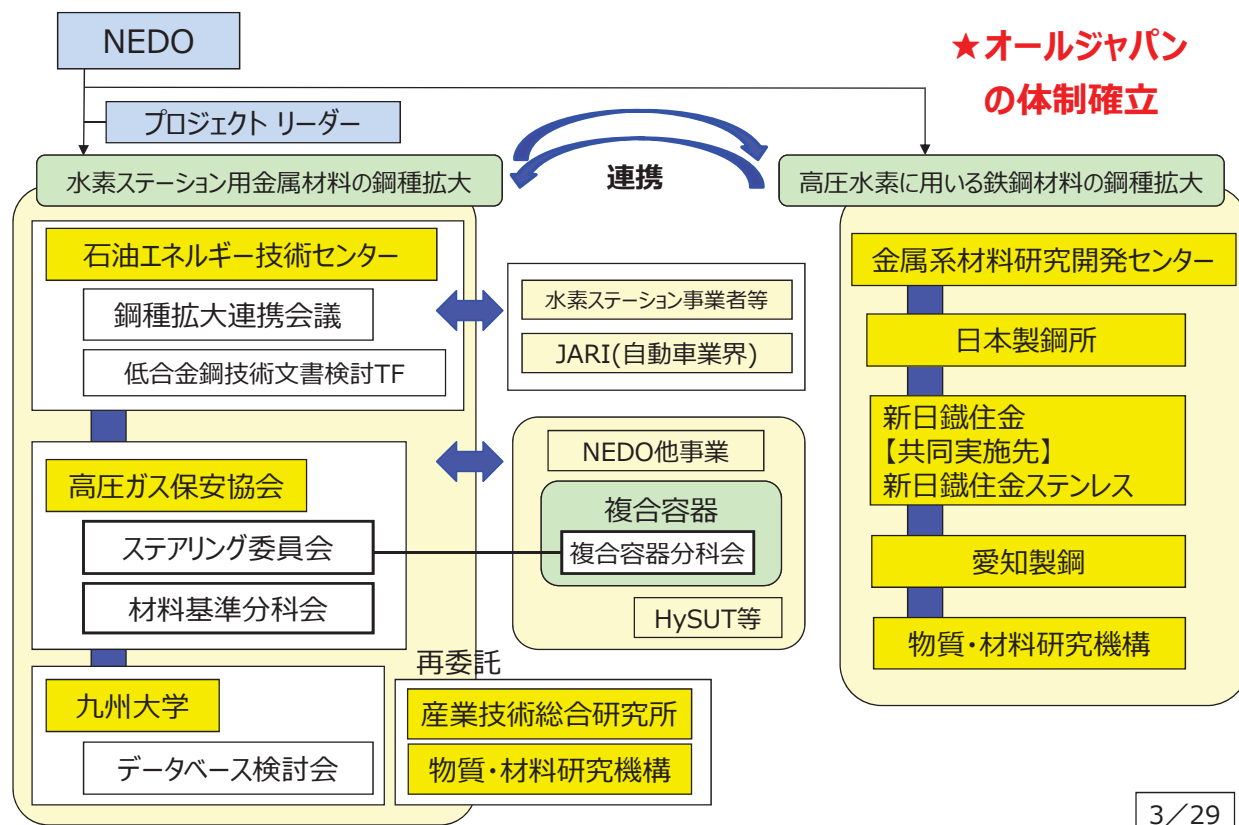 NEDO
★オールジャパン
の体制確立
プロジェクト リーダー
水素ステーション用金属材料の鋼種拡大
連携
高圧水素に用いる鉄鋼材料の鋼種拡大
石油エネルギー技術センター
鋼種拡大連携会議
低合金鋼技術文書検討TF
水素ステーション事業者等
JARI(自動車業界)
高圧ガス保安協会
ステアリング委員会
材料基準分科会
NEDO他事業
複合容器
複合容器分科会
HySUT等
九州大学
データベース検討会
再委託
産業技術総合研究所
物質・材料研究機構
金属系材料研究開発センター
日本製鋼所
新日鐵住金
【共同実施先】
新日鐵住金ステンレス
愛知製鋼
物質・材料研究機構
3/29